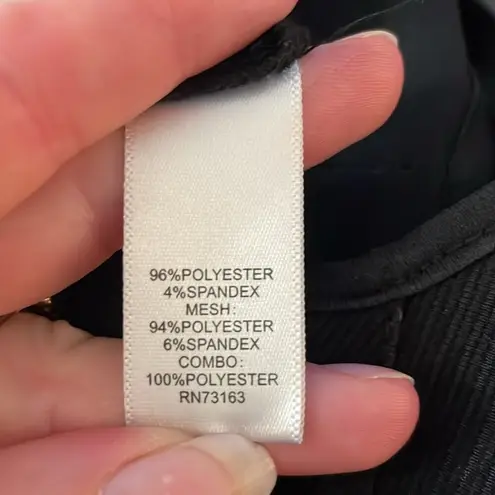 96%POLYESTER
4%SPANDEX
MESH:
94%POLYESTER
6%SPANDEX
COMBO:
100%POLYESTER
RN73163